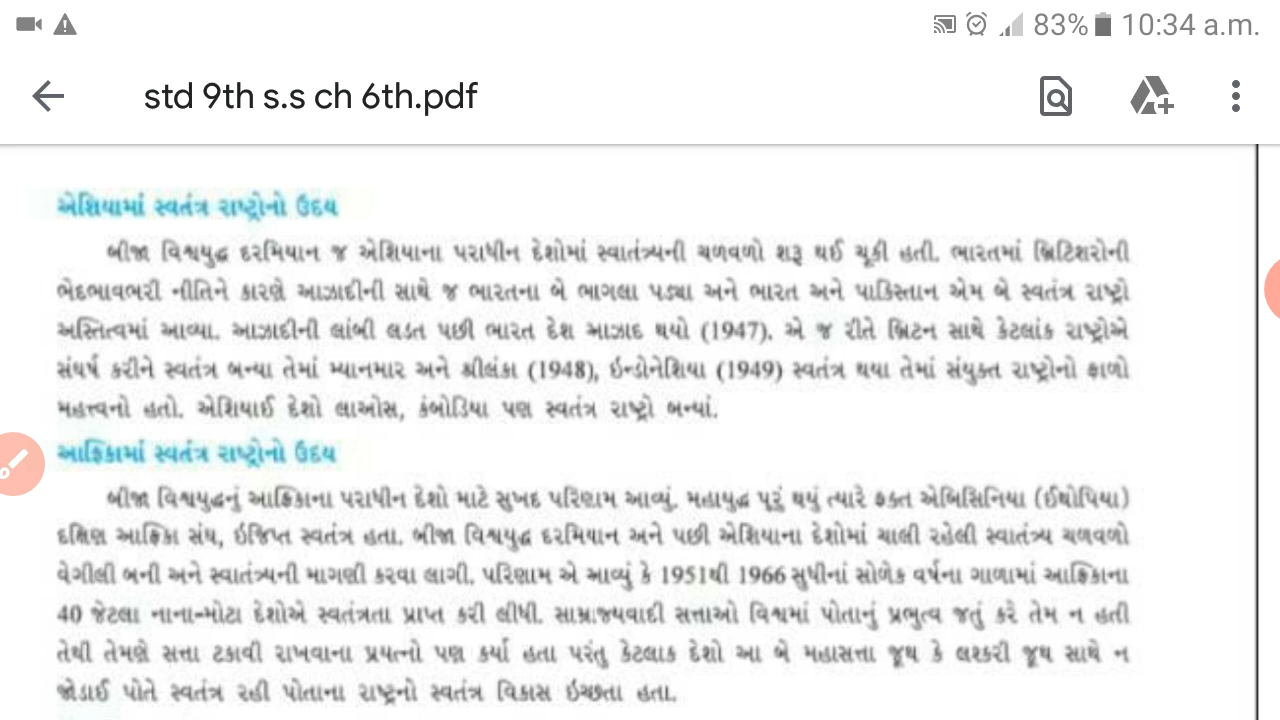 83% 10:34 a.m.
std 9th s.s ch 6th.pdf
એશિયામાં સ્વતંત્ર રાષ્ટ્રોનો ઉદય
બીજા વિશ્વયુદ્ધ દરમિયાન જ એશિયાના પરાધીન દેશોમાં સ્વાતંત્ર્યની ચળવળો શરૂ થઈ ચૂકી હતી. ભારતમાં બ્રિટિશરોની
ભેદભાવભરી નીતિને કારણે આઝાદીની સાથે જ ભારતના બે ભાગલા પડ્યા અને ભારત અને પાકિસ્તાન એમ બે સ્વતંત્ર રાષ્ટ્રો
અસ્તિત્વમાં આવ્યા. આઝાદીની લાંબી લડત પછી ભારત દેશ આઝાદ થયો (1947). એ જ રીતે બ્રિટન સાથે કેટલાંક રાષ્ટ્રોએ
સંઘર્ષ કરીને સ્વતંત્ર બન્યા તેમાં મ્યાનમાર અને શ્રીલંકા (1948), ઇન્ડોનેશિયા (1949) સ્વતંત્ર થયા તેમાં સંયુક્ત રાષ્ટ્રોનો ફાળો
મહત્ત્વનો હતો. એશિયાઈ દેશો લાઓસ, કંબોડિયા પણ સ્વતંત્ર રાષ્ટ્રો બન્યાં.
આફ્રિકામાં સ્વતંત્ર રાષ્ટ્રોનો ઉદય
બીજા વિશ્વયુદ્ધનું આફ્રિકાના પરાધીન દેશો માટે સુખદ પરિણામ આવ્યું. મહાયુદ્ધ પૂરું થયું ત્યારે ફક્ત એબિસિનિયા (ઈથોપિયા)
દક્ષિણ આફ્રિકા સંઘ, ઇજિપ્ત સ્વતંત્ર હતા. બીજા વિશ્વયુદ્ધ દરમિયાન અને પછી એશિયાના દેશોમાં ચાલી રહેલી સ્વાતંત્ર્ય ચળવળો
વેગીલી બની અને સ્વાતંત્ર્યની માગણી કરવા લાગી. પરિણામ એ આવ્યું કે 1951થી 1966 સુધીનાં સોળેક વર્ષના ગાળામાં આફ્રિકાના
40 જેટલા નાના-મોટા દેશોએ સ્વતંત્રતા પ્રાપ્ત કરી લીધી. સામ્રાજ્યવાદી સત્તાઓ વિશ્વમાં પોતાનું પ્રભુત્વ જતું કરે તેમ ન હતી
તેથી તેમણે સત્તા ટકાવી રાખવાના પ્રયત્નો પણ કર્યા હતા પરંતુ કેટલાક દેશો આ બે મહાસત્તા જૂથ કે લશ્કરી જૂથ સાથે ન
જોડાઈ પોતે સ્વતંત્ર રહી પોતાના રાષ્ટ્રનો સ્વતંત્ર વિકાસ ઇચ્છતા હતા.